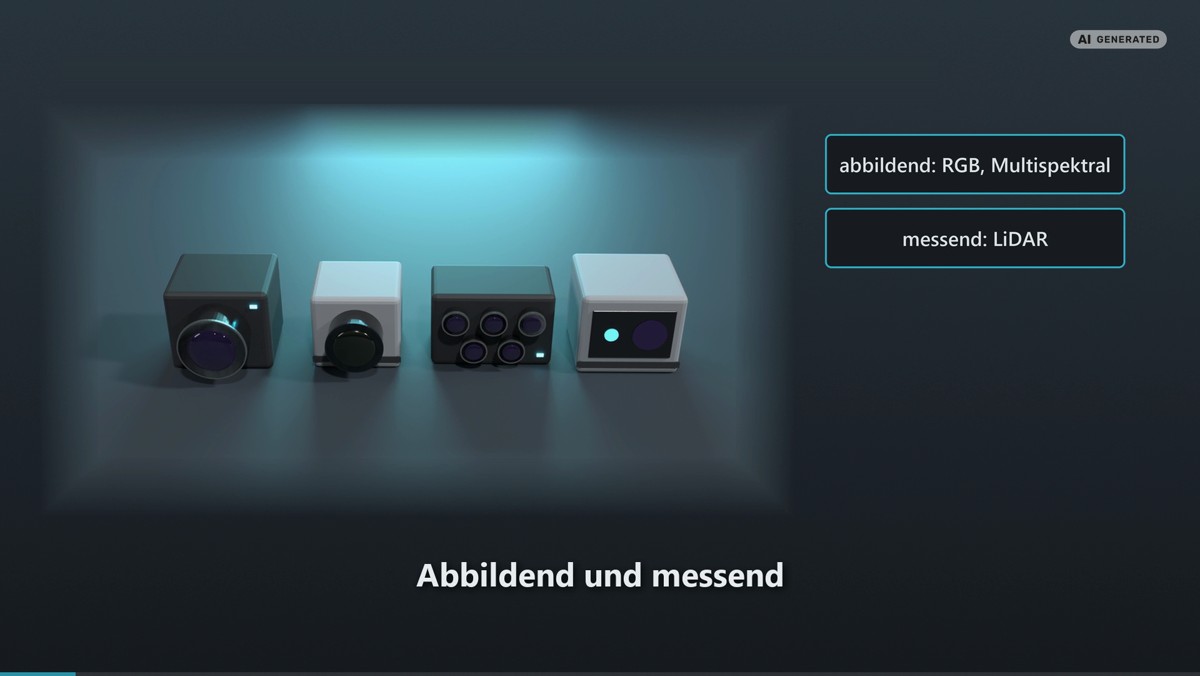 AI GENERATED
abbildend: RGB, Multispektral
messend: LiDAR
Abbildend und messend